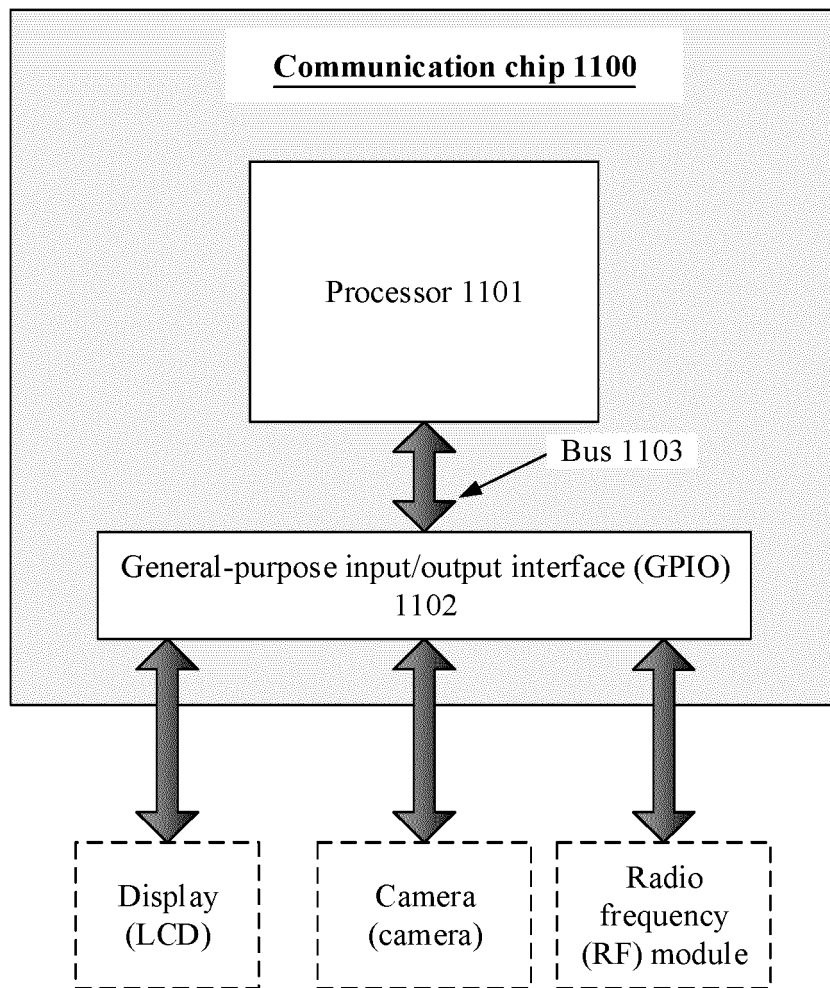 Communication chip 1100
Processor 1101
Bus 1103
General-purpose input/output interface (GPIO)
1102
Display
(LCD)
Camera
(camera)
Radio
frequency
(RF) module